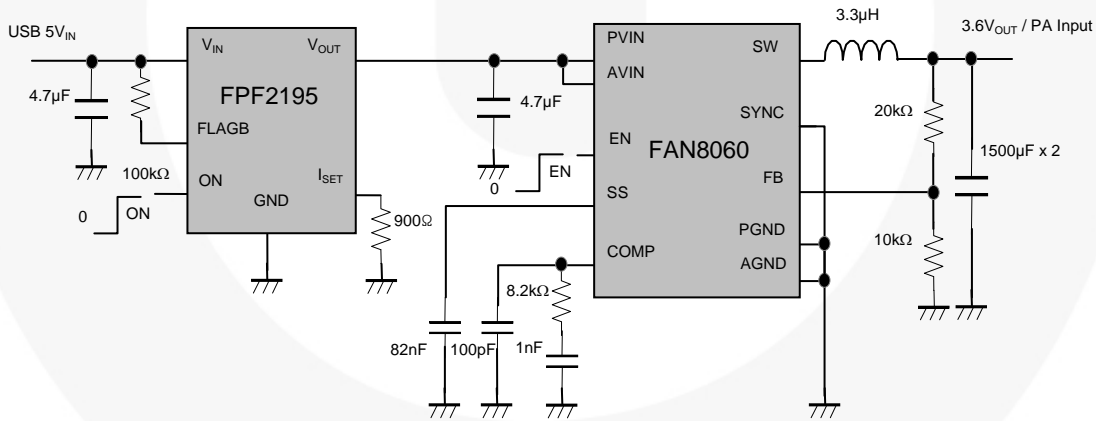 3.3µH
USB 5VIN
3.6VOUT / PA Input
VIN
VOUT
PVIN
SW
AVIN
4.7µF
FPF2195
4.7µF
20kΩ
FLAGB
SYNC
EN
FAN8060
1500µF x 2
100kΩ
ON
ISET
0
EN
FB
0
ON
GND
SS
900Ω
PGND
10kΩ
COMP
AGND
8.2kΩ
82nF
100pF
1nF